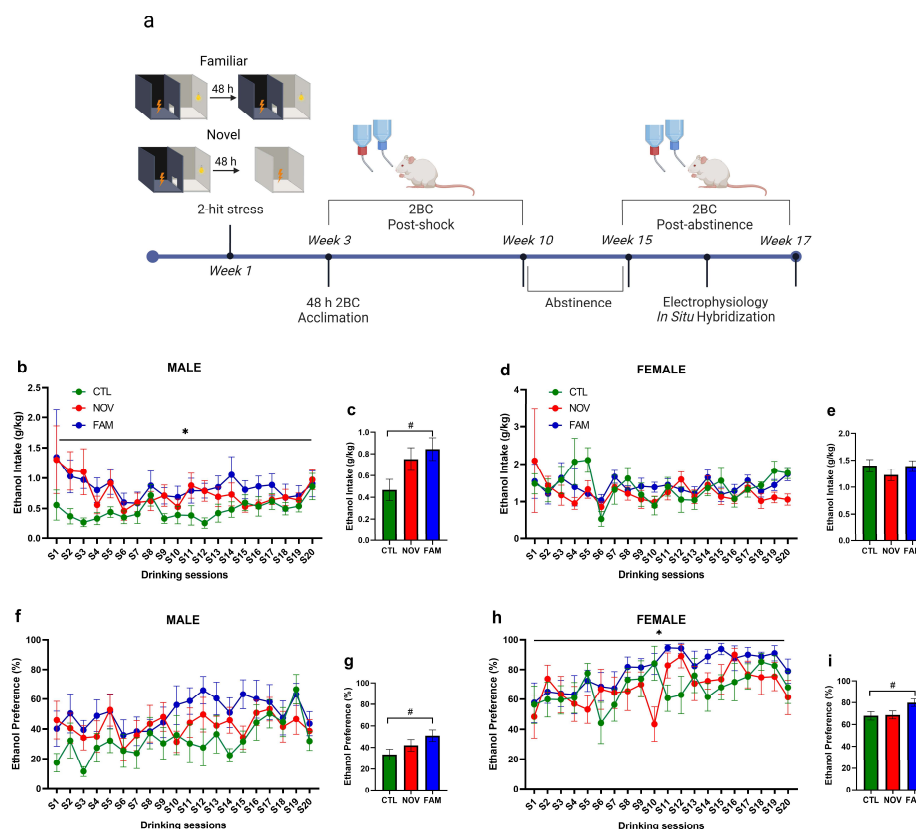 a
Familiar
48 h
Novel
48 h
2-hit stress
2BC
Post-shock
2BC
Post-abstinence
Week 3
Week 10
Week 15
Week 17
Week 1
48 h 2BC
Acclimation
Abstinence
Electrophysiology
In Situ Hybridization
b
MALE
Ethanol Intake (g/kg)
2.5
2.0
1.5
1.0
0.5
0.0
CTL
NOV
FAM
*
S1 S2 S3 S4 S5 S6 S7 S8 S9 S10 S11 S12 S13 S14 S15 S16 S17 S18 S19 S20
Drinking sessions
c
Ethanol Intake(g/kg)
1.0
0.8
0.6
0.4
0.2
0.0
#
CTL NOV FAM
d
FEMALE
Ethanol Intake (g/kg)
4
3
2
1
0
CTL
NOV
FAM
S1 S2 S3 S4 S5 S6 S7 S8 S9 S10 S11 S12 S13 S14 S15 S16 S17 S18 S19 S20
Drinking sessions
e
Ethanol Intake (g/kg)
2.0
1.5
1.0
0.5
0.0
CTL NOV FAM
f
MALE
Ethanol Preference (%)
100
80
60
40
20
0
S1 S2 S3 S4 S5 S6 S7 S8 S9 S10 S11 S12 S13 S14 S15 S16 S17 S18 S19 S20
Drinking sessions
g
Ethanol Preference (%)
100
80
60
40
20
0
#
CTL NOV FAM
h
FEMALE
Ethanol Preference (%)
100
80
60
40
20
0
*
S1 S2 S3 S4 S5 S6 S7 S8 S9 S10 S11 S12 S13 S14 S15 S16 S17 S18 S19 S20
Drinking sessions
i
Ethanol Preference (%)
100
80
60
40
20
0
#
CTL NOV FAM